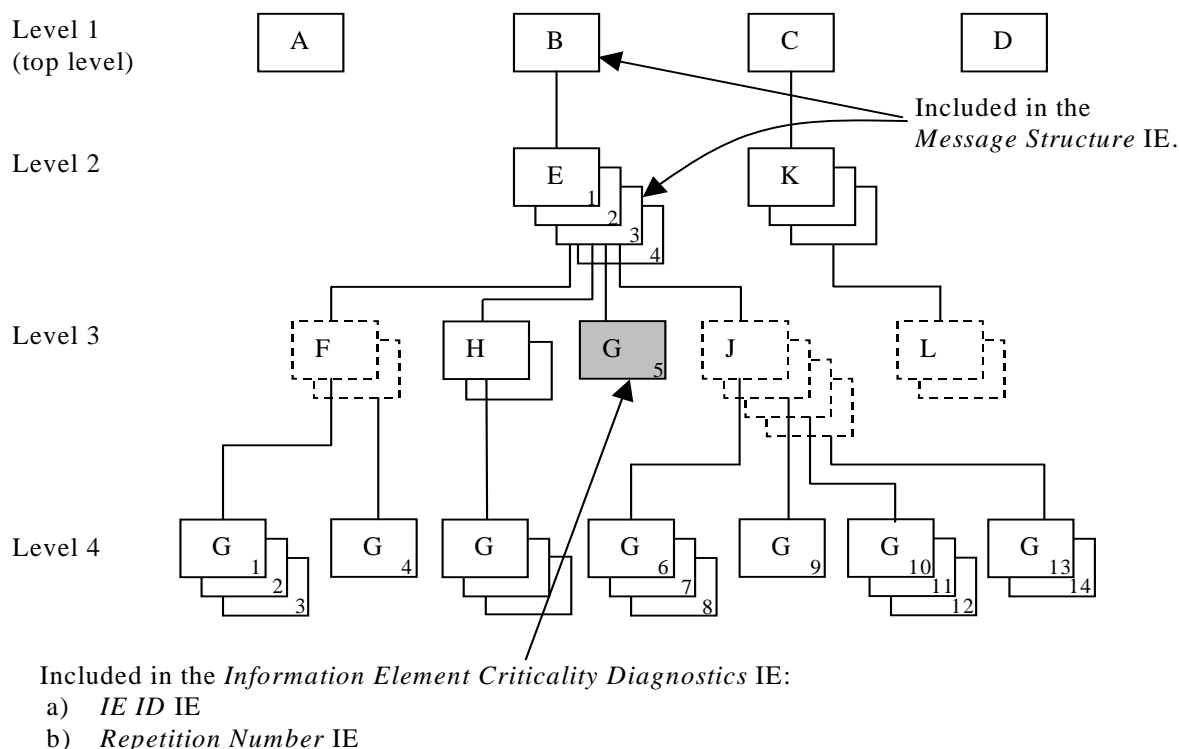 Level 1
(top level)
A
B
C
D
Included in the
Message Structure IE.
Level 2
E
1
2
3
4
K
Level 3
F
H
G
5
J
L
Level 4
G
1
2
3
G
4
G
G
6
7
8
G
9
G
10
11
12
G
13
14
Included in the Information Element Criticality Diagnostics IE:
a) IE ID IE
b) Repetition Number IE